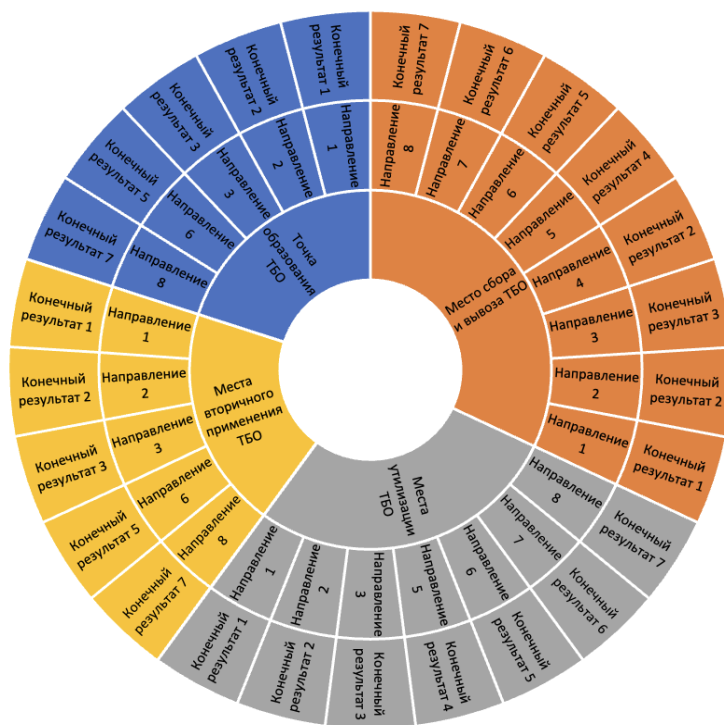 Точка
образования
ТБО
Направление
1
Конечный
результат 1
Направление
2
Конечный
результат 2
Направление
3
Конечный
результат 3
Направление
6
Конечный
результат 5
Направление
8
Конечный
результат 7
Место сбора
и вывоза ТБО
Направление
8
Конечный
результат 7
Направление
7
Конечный
результат 6
Направление
6
Конечный
результат 5
Направление
5
Конечный
результат 4
Направление
4
Конечный
результат 2
Направление
3
Конечный
результат 3
Направление
2
Конечный
результат 2
Направление
1
Конечный
результат 1
Места
утилизации
ТБО
Направление
8
Конечный
результат 7
Направление
7
Конечный
результат 6
Направление
6
Конечный
результат 5
Направление
5
Конечный
результат 4
Направление
3
Конечный
результат 3
Направление
2
Конечный
результат 2
Направление
1
Конечный
результат 1
Места
вторичного
применения
ТБО
Направление
1
Конечный
результат 1
Направление
2
Конечный
результат 2
Направление
3
Конечный
результат 3
Направление
6
Конечный
результат 5
Направление
8
Конечный
результат 7